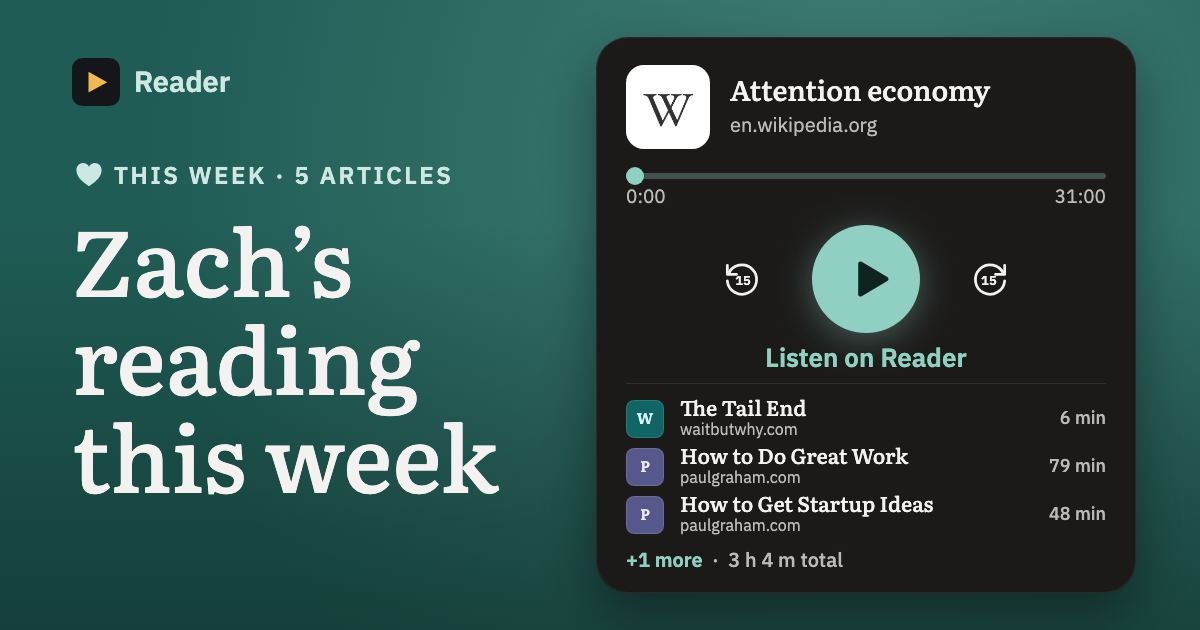 Reader
THIS WEEK · 5 ARTICLES
Zach’s
reading
this week
W
Attention economy
en.wikipedia.org
0:00
31:00
15
15
Listen on Reader
W
The Tail End
waitbutwhy.com
6 min
P
How to Do Great Work
paulgraham.com
79 min
P
How to Get Startup Ideas
paulgraham.com
48 min
+1 more · 3 h 4 m total